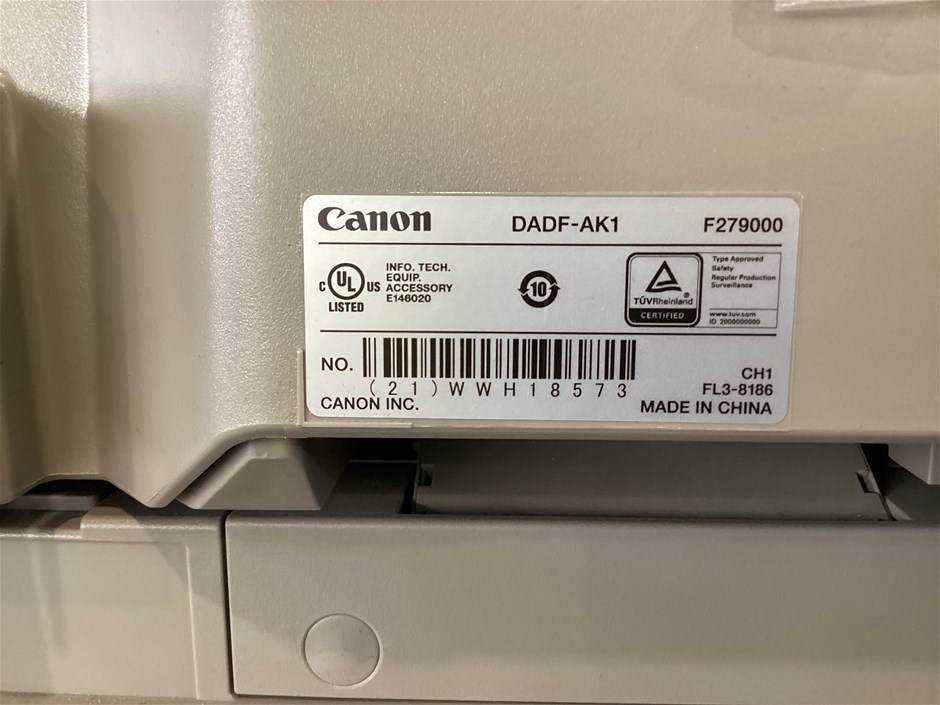 Canon DADF-AK1 F279000
C UL US LISTED
INFO. TECH.
EQUIP.
ACCESSORY
E146020
10
TÜVRheinland®
CERTIFIED
Type Approved
Safety
Regular Production
Surveillance
www.tuv.com
ID 2000000000
NO.
(21)WWH18573
CANON INC.
CH1
FL3-8186
MADE IN CHINA